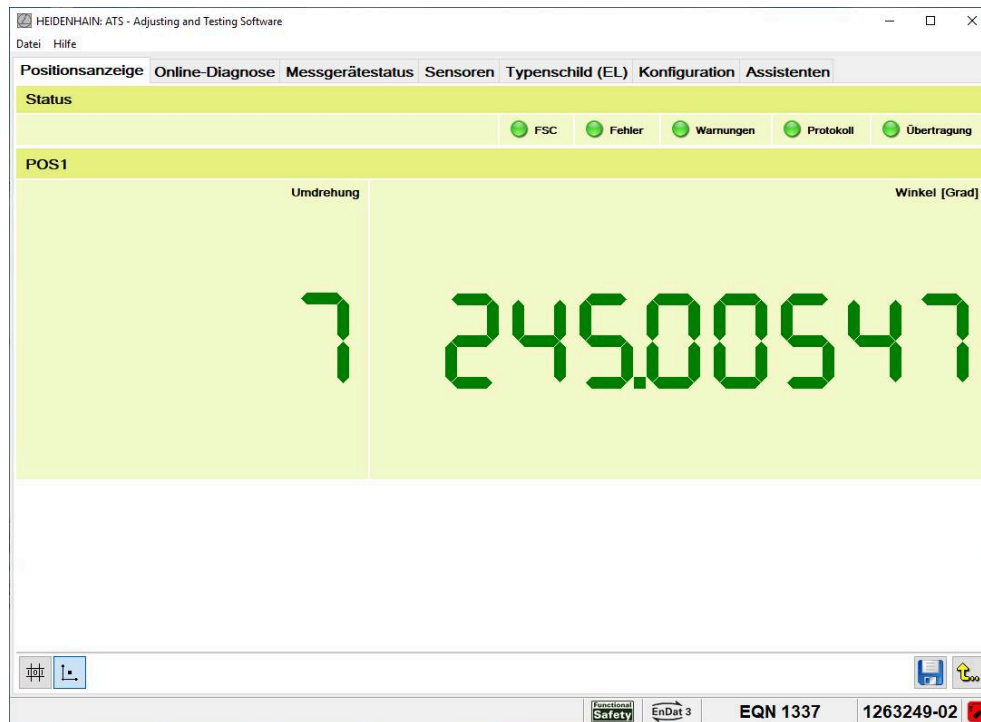 HEIDENHAIN: ATS - Adjusting and Testing Software
Datei Hilfe
Positionsanzeige Online-Diagnose Messgerätestatus Sensoren Typenschild (EL) Konfiguration Assistenten
Status
FSC Fehler Warnungen Protokoll Übertragung
POS1
Umdrehung Winkel [Grad]
7 245.00547
Functional Safety EnDat 3 EQN 1337 1263249-02